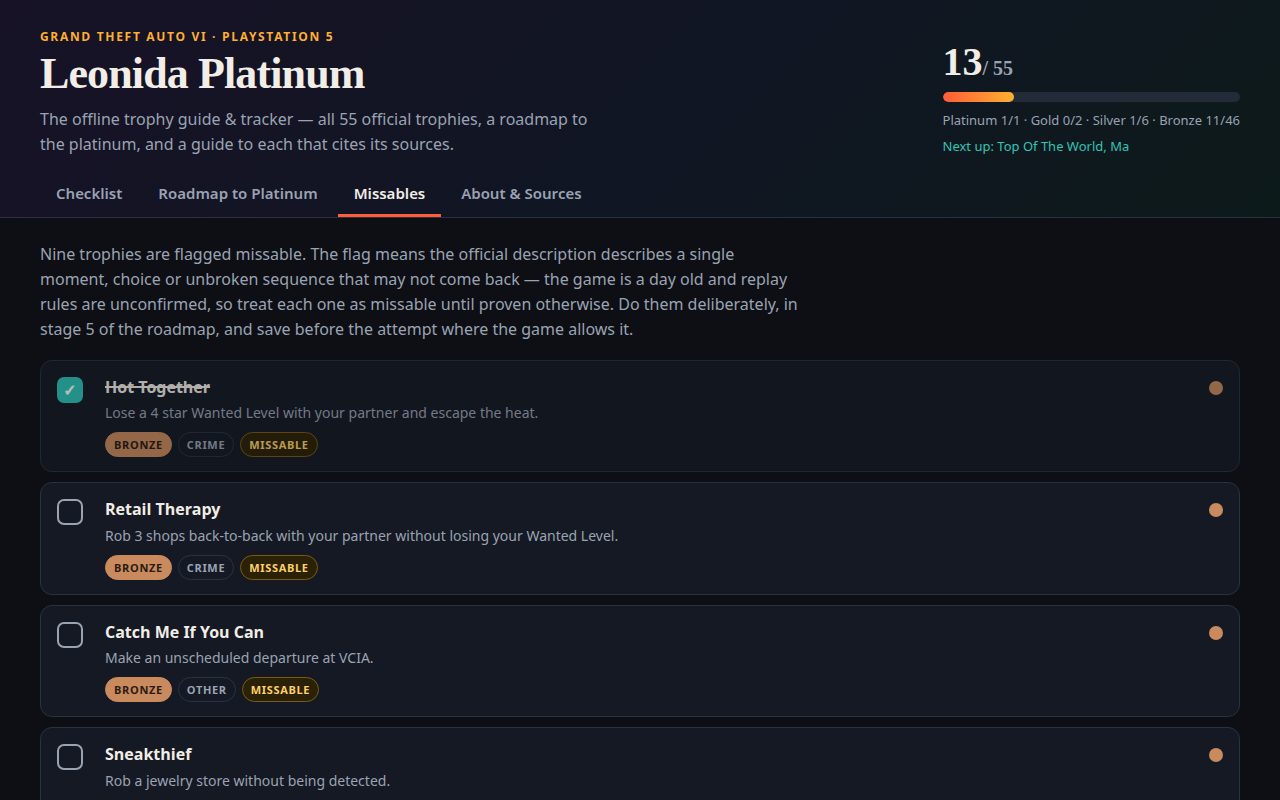 GRAND THEFT AUTO VI · PLAYSTATION 5
Leonida Platinum
The offline trophy guide & tracker — all 55 official trophies, a roadmap to
the platinum, and a guide to each that cites its sources.
13 / 55
Platinum 1/1 · Gold 0/2 · Silver 1/6 · Bronze 11/46
Next up: Top Of The World, Ma
Checklist Roadmap to Platinum Missables About & Sources
Nine trophies are flagged missable. The flag means the official description describes a single
moment, choice or unbroken sequence that may not come back — the game is a day old and replay
rules are unconfirmed, so treat each one as missable until proven otherwise. Do them deliberately, in
stage 5 of the roadmap, and save before the attempt where the game allows it.
✓ Hot Together
Lose a 4 star Wanted Level with your partner and escape the heat.
BRONZE CRIME MISSABLE
Retail Therapy
Rob 3 shops back-to-back with your partner without losing your Wanted Level.
BRONZE CRIME MISSABLE
Catch Me If You Can
Make an unscheduled departure at VCIA.
BRONZE OTHER MISSABLE
Sneakthief
Rob a jewelry store without being detected.